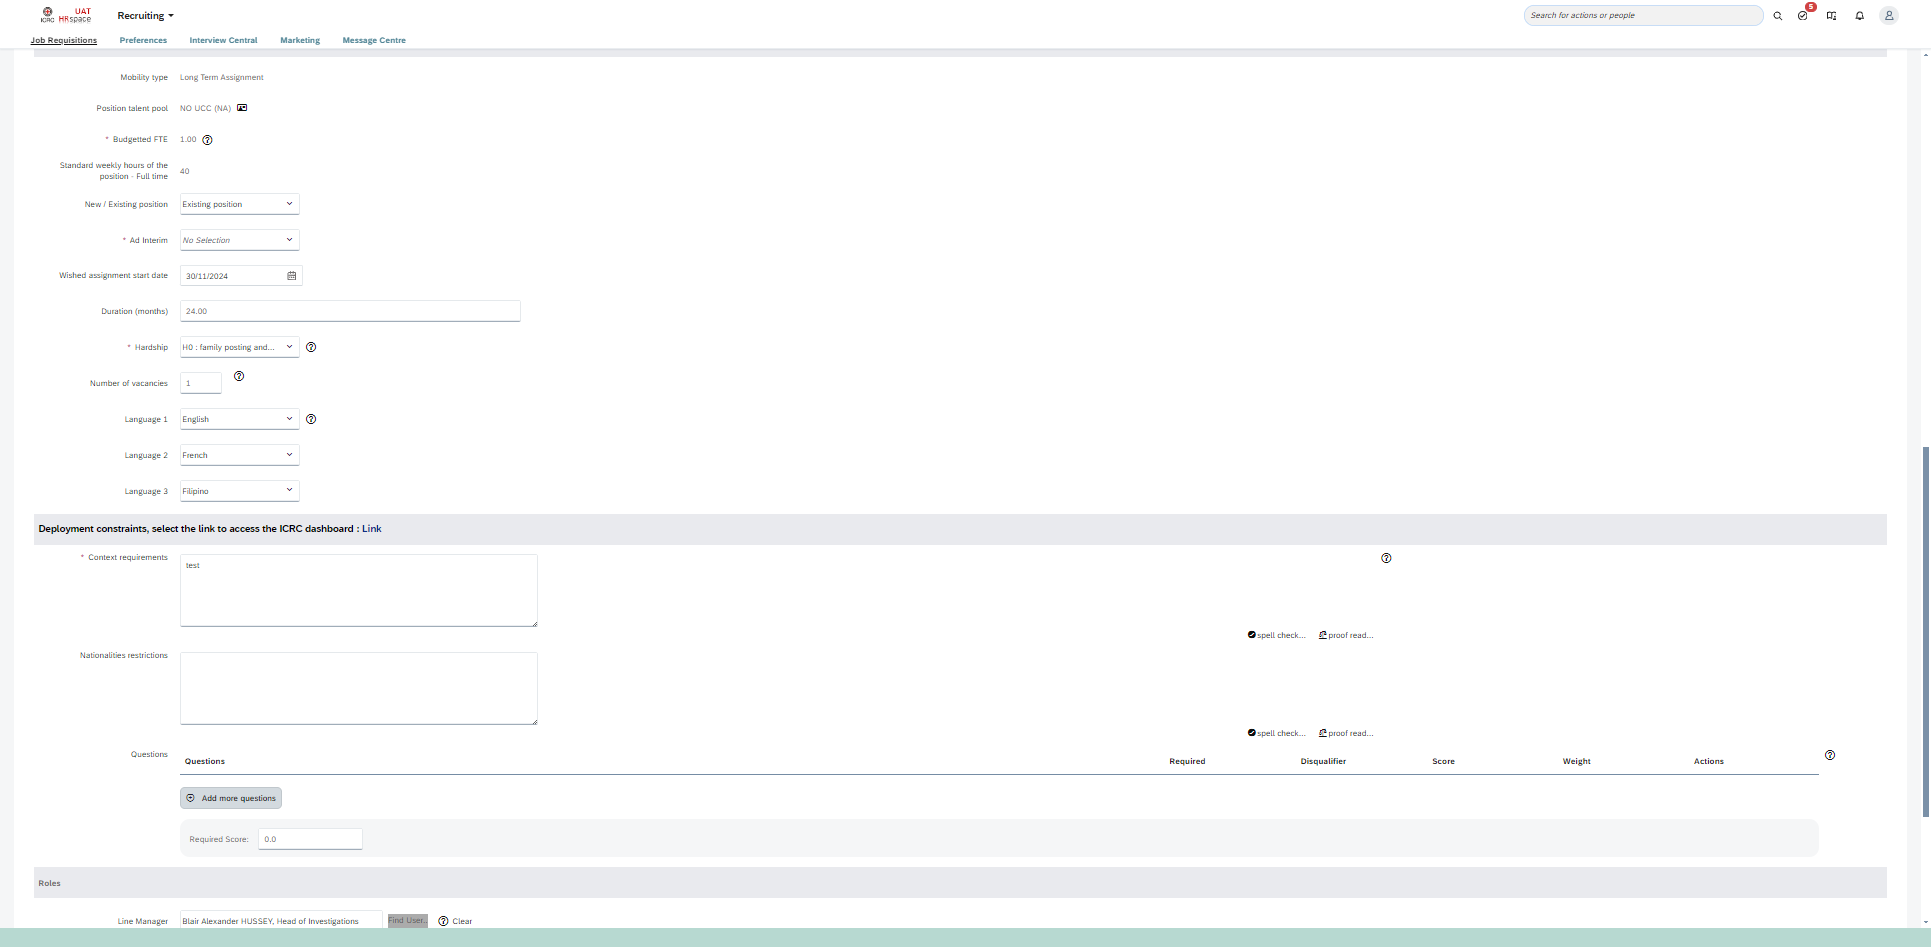 ICRC UAT HRspace Recruiting Search for actions or people 5
Job Requisitions Preferences Interview Central Marketing Message Centre
Mobility type Long Term Assignment
Position talent pool NO UCC (NA)
* Budgetted FTE 1.00
Standard weekly hours of the
position - Full time 40
New / Existing position Existing position
* Ad Interim No Selection
Wished assignment start date 30/11/2024
Duration (months) 24.00
* Hardship H0 : family posting and...
Number of vacancies 1
Language 1 English
Language 2 French
Language 3 Filipino
Deployment constraints, select the link to access the ICRC dashboard : Link
* Context requirements test
spell check... proof read...
Nationalities restrictions
spell check... proof read...
Questions Questions Required Disqualifier Score Weight Actions
Add more questions
Required Score: 0.0
Roles
Line Manager Blair Alexander HUSSEY, Head of Investigations Find User... Clear